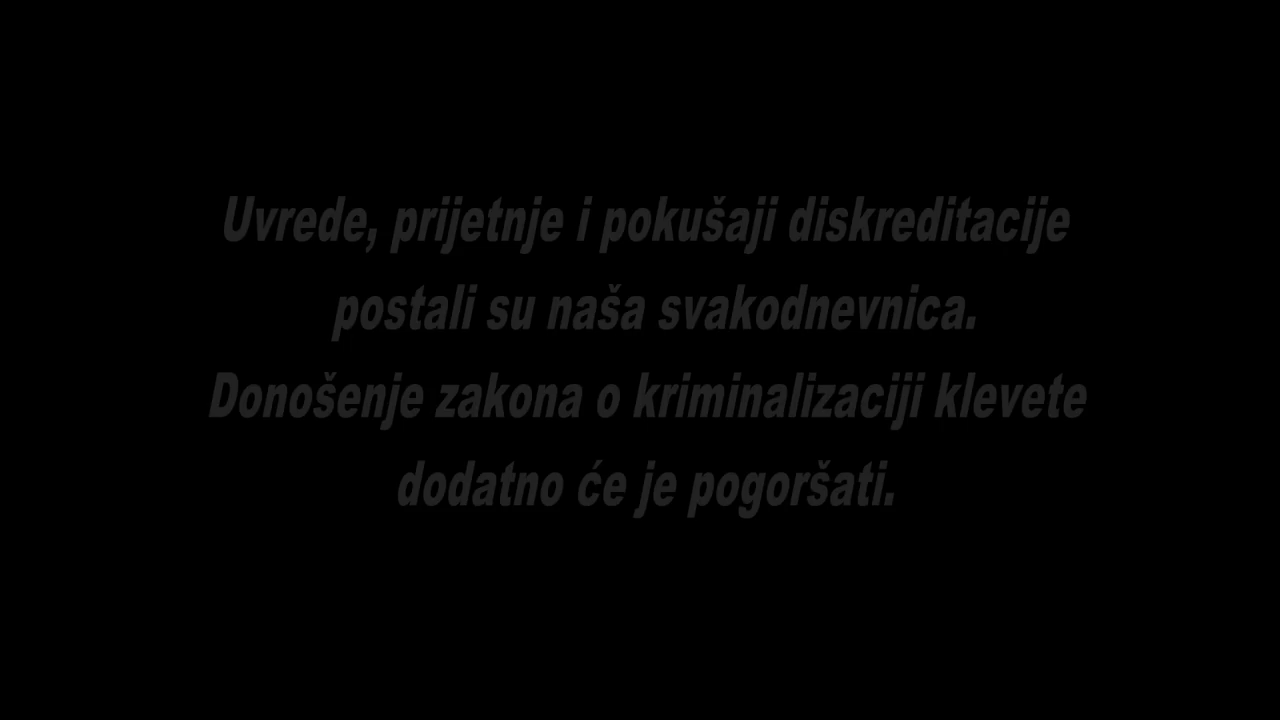 Uvrede, prijetnje i pokušaji diskreditacije
postali su naša svakodnevnica.
Donošenje zakona o kriminalizaciji klevete
dodatno će je pogoršati.